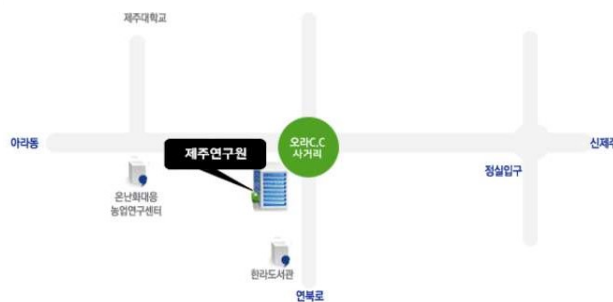 제주대학교
아라동
오라C.C
사거리
신제주
제주연구원
정실입구
온난화대응
농업연구센터
한라도서관
연북로